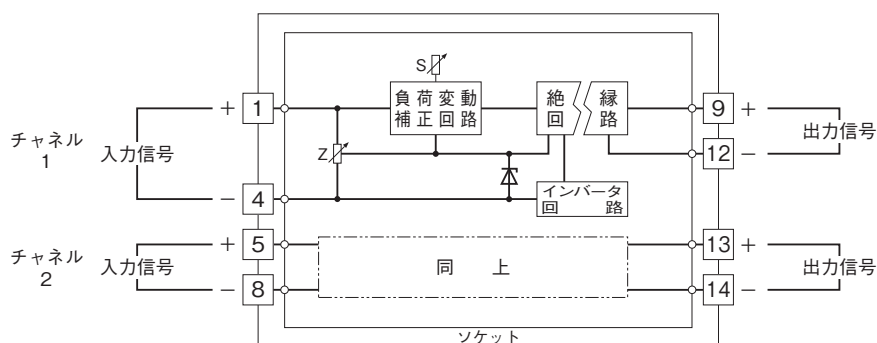 チャネル
1
入力信号
+
1
−
4
S
負荷変動
補正回路
絶縁
回路
Z
インバータ
回路
9
+
12
−
出力信号
チャネル
2
入力信号
+
5
−
8
同上
13
+
14
−
出力信号
ソケット